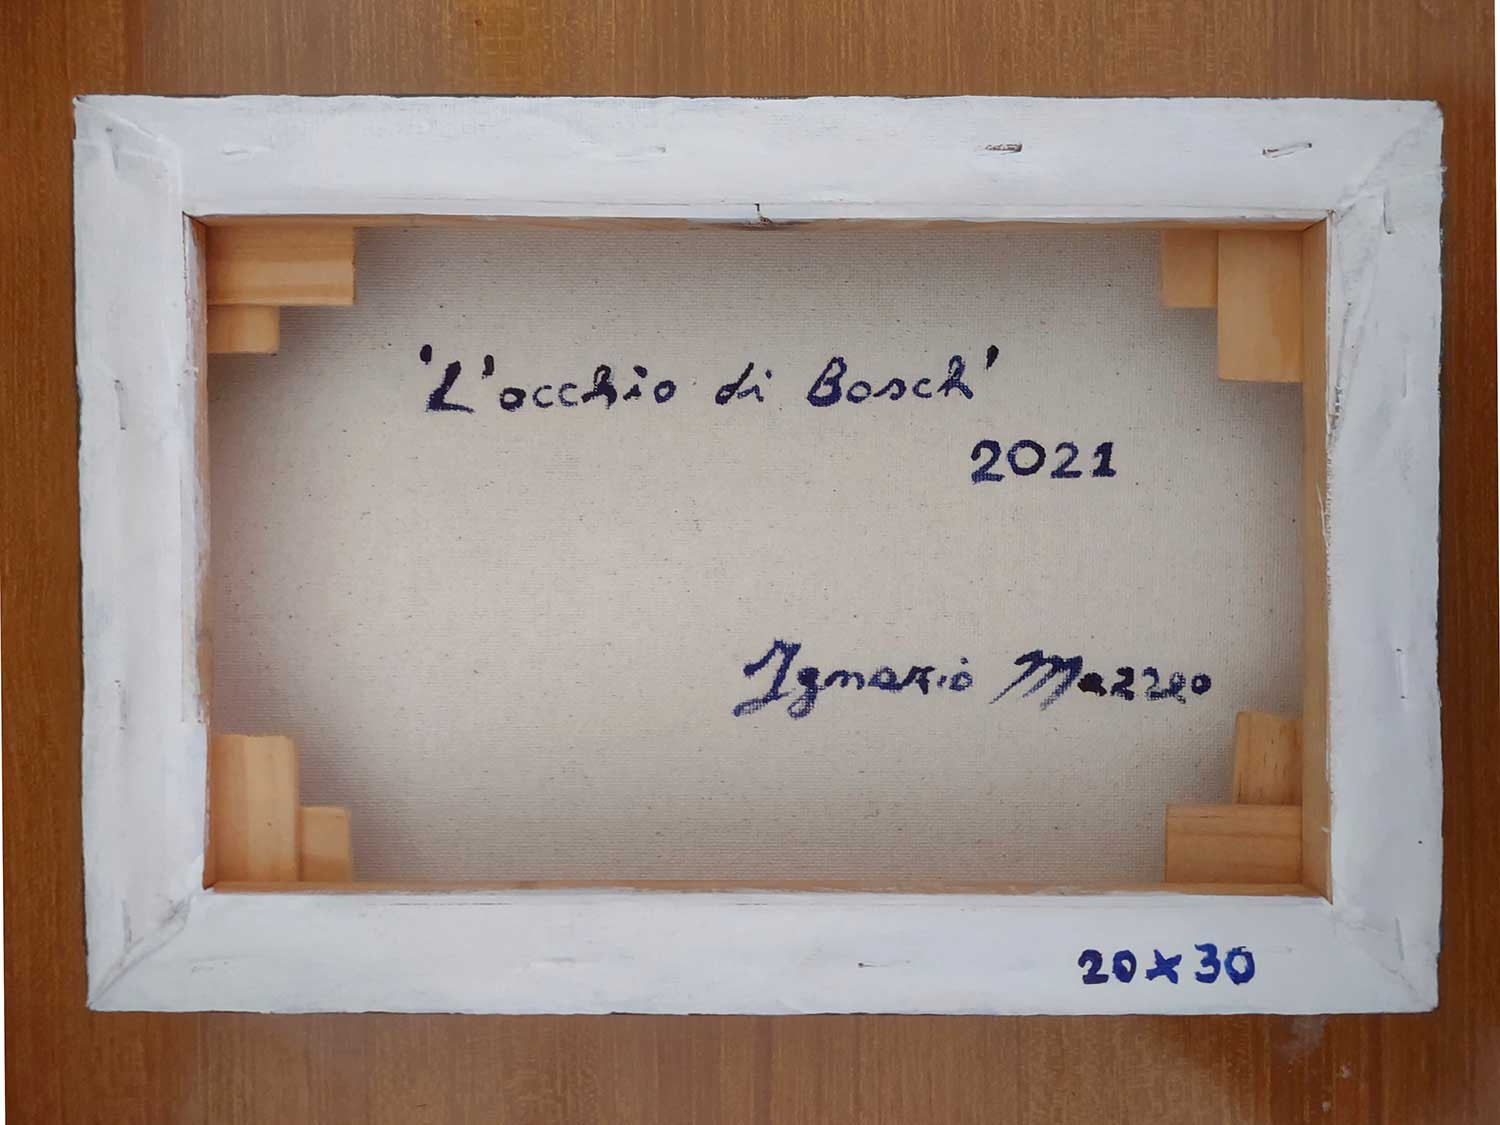 'L'occhio di Bosch'
2021
Ignazio Mazzeo
20x30